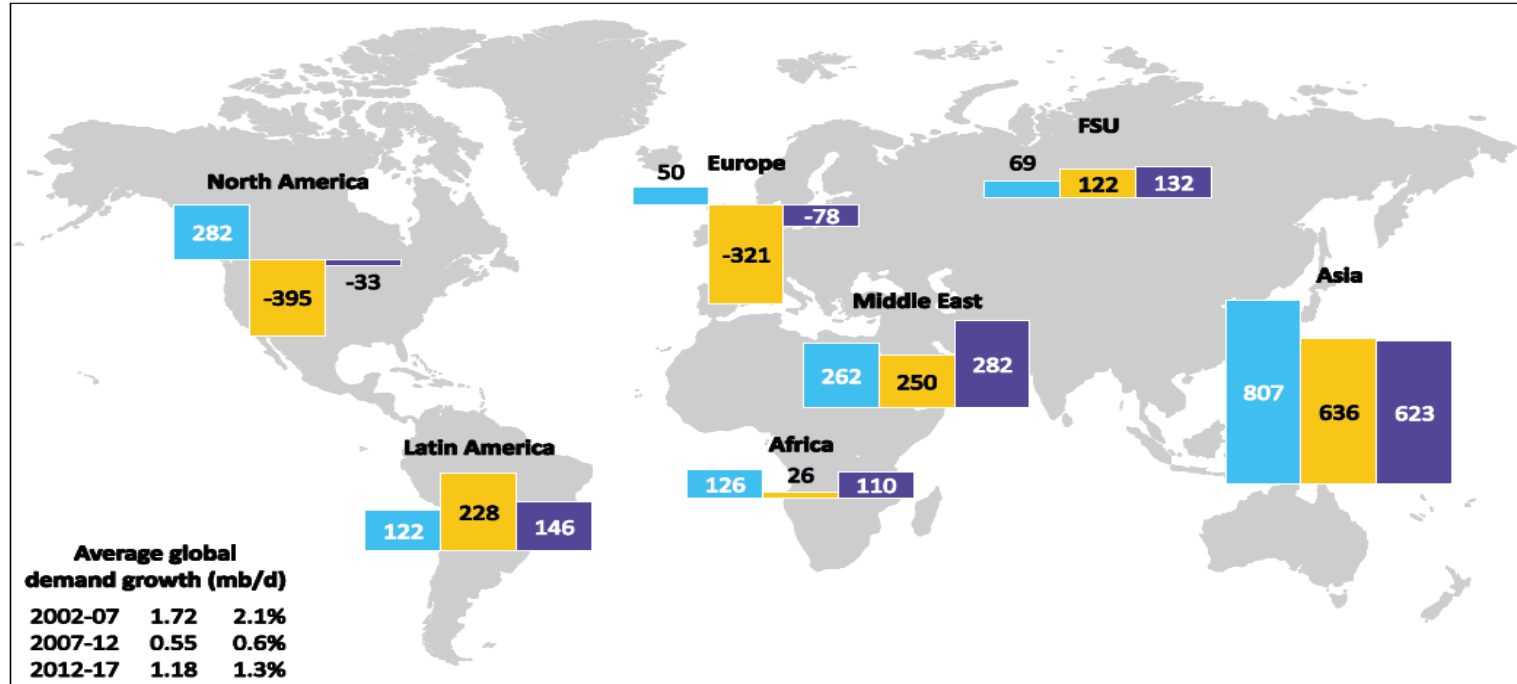 FSU
69
122
132
Europe
50
-321
-78
North America
282
-395
-33
Asia
807
636
623
Middle East
262
250
282
Latin America
122
228
146
Africa
126
26
110
Average global
demand growth (mb/d)
2002-07 1.72 2.1%
2007-12 0.55 0.6%
2012-17 1.18 1.3%